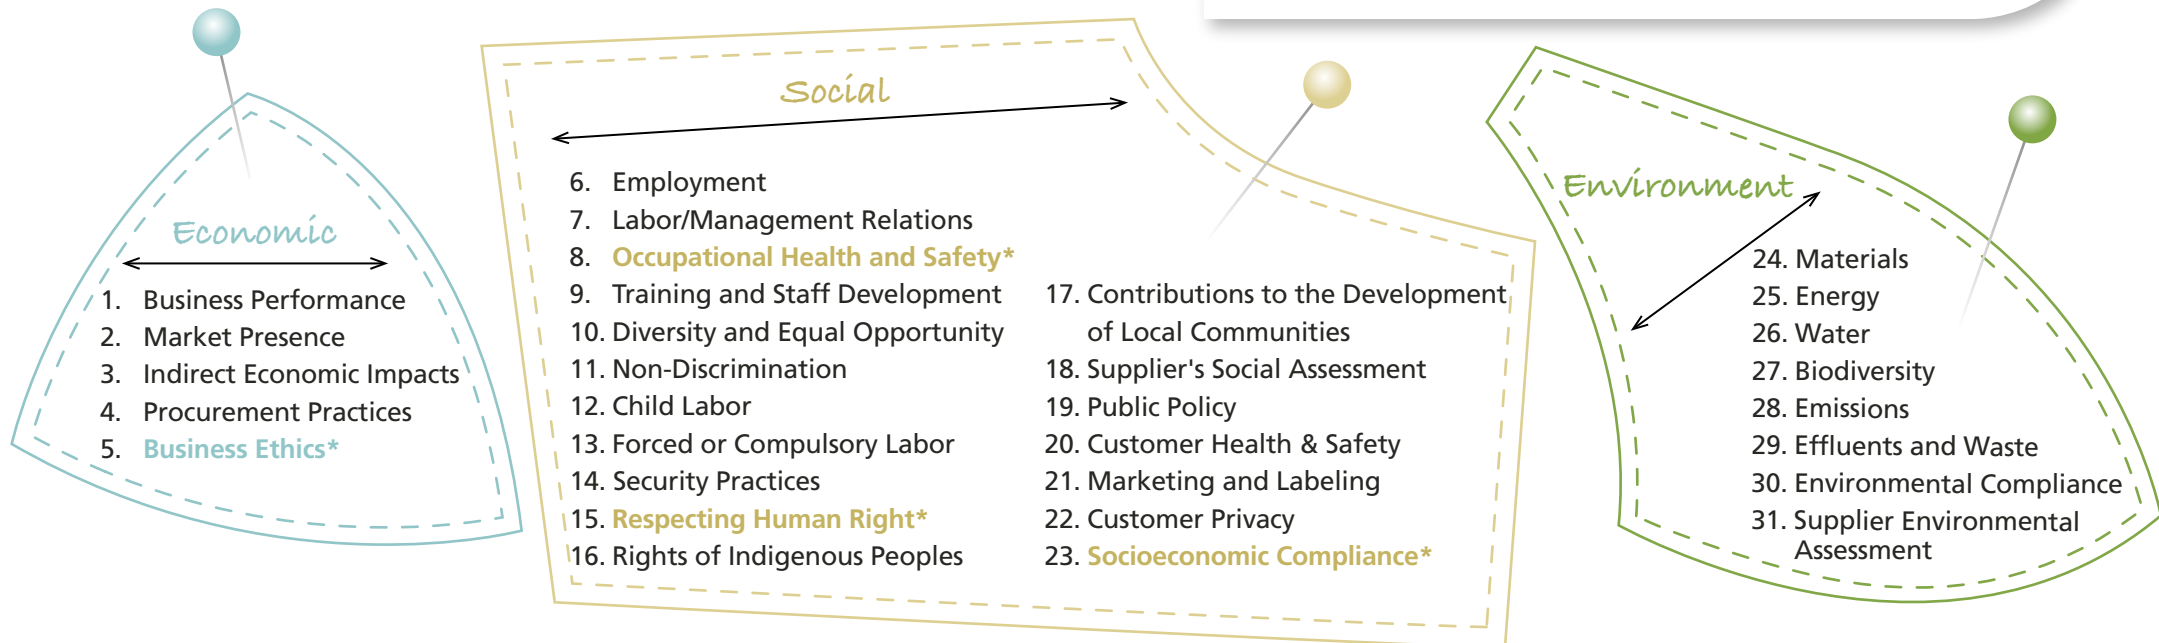 Economic
1. Business Performance
2. Market Presence
3. Indirect Economic Impacts
4. Procurement Practices
5. Business Ethics*
Social
6. Employment
7. Labor/Management Relations
8. Occupational Health and Safety*
9. Training and Staff Development
10. Diversity and Equal Opportunity
11. Non-Discrimination
12. Child Labor
13. Forced or Compulsory Labor
14. Security Practices
15. Respecting Human Right*
16. Rights of Indigenous Peoples
17. Contributions to the Development
of Local Communities
18. Supplier's Social Assessment
19. Public Policy
20. Customer Health & Safety
21. Marketing and Labeling
22. Customer Privacy
23. Socioeconomic Compliance*
Environment
24. Materials
25. Energy
26. Water
27. Biodiversity
28. Emissions
29. Effluents and Waste
30. Environmental Compliance
31. Supplier Environmental
Assessment